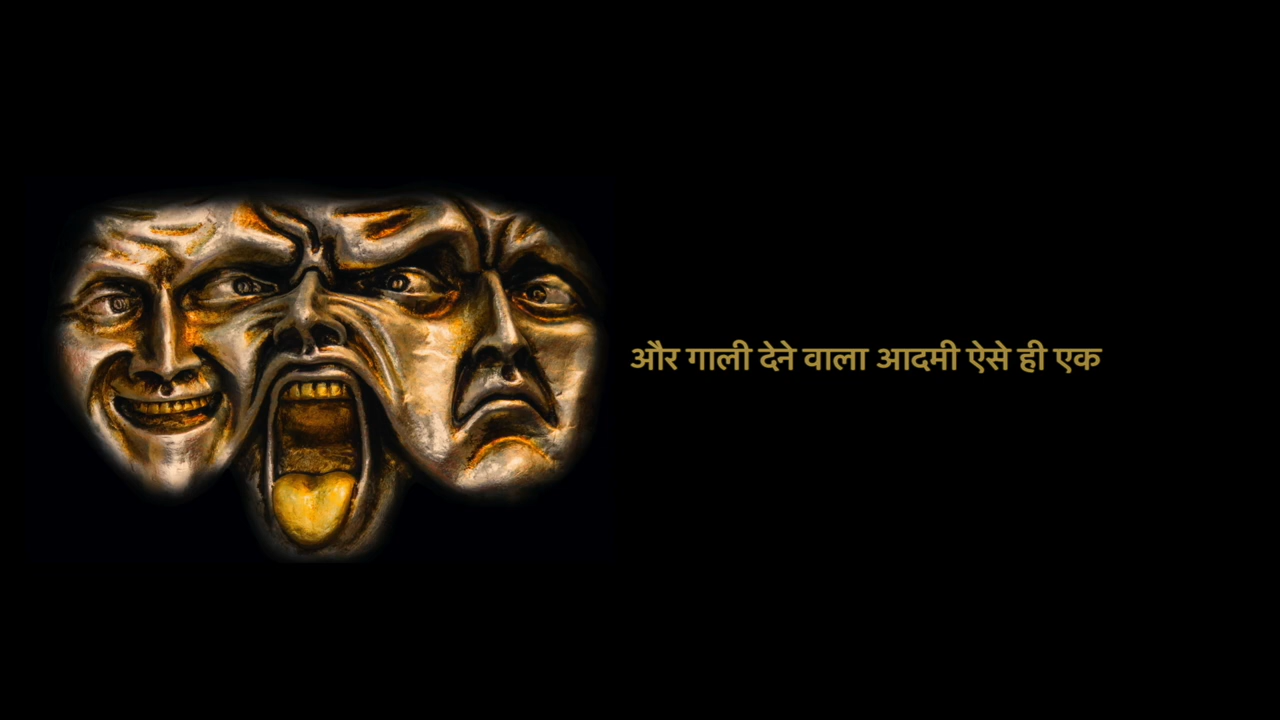 और गाली देने वाला आदमी ऐसे ही एक